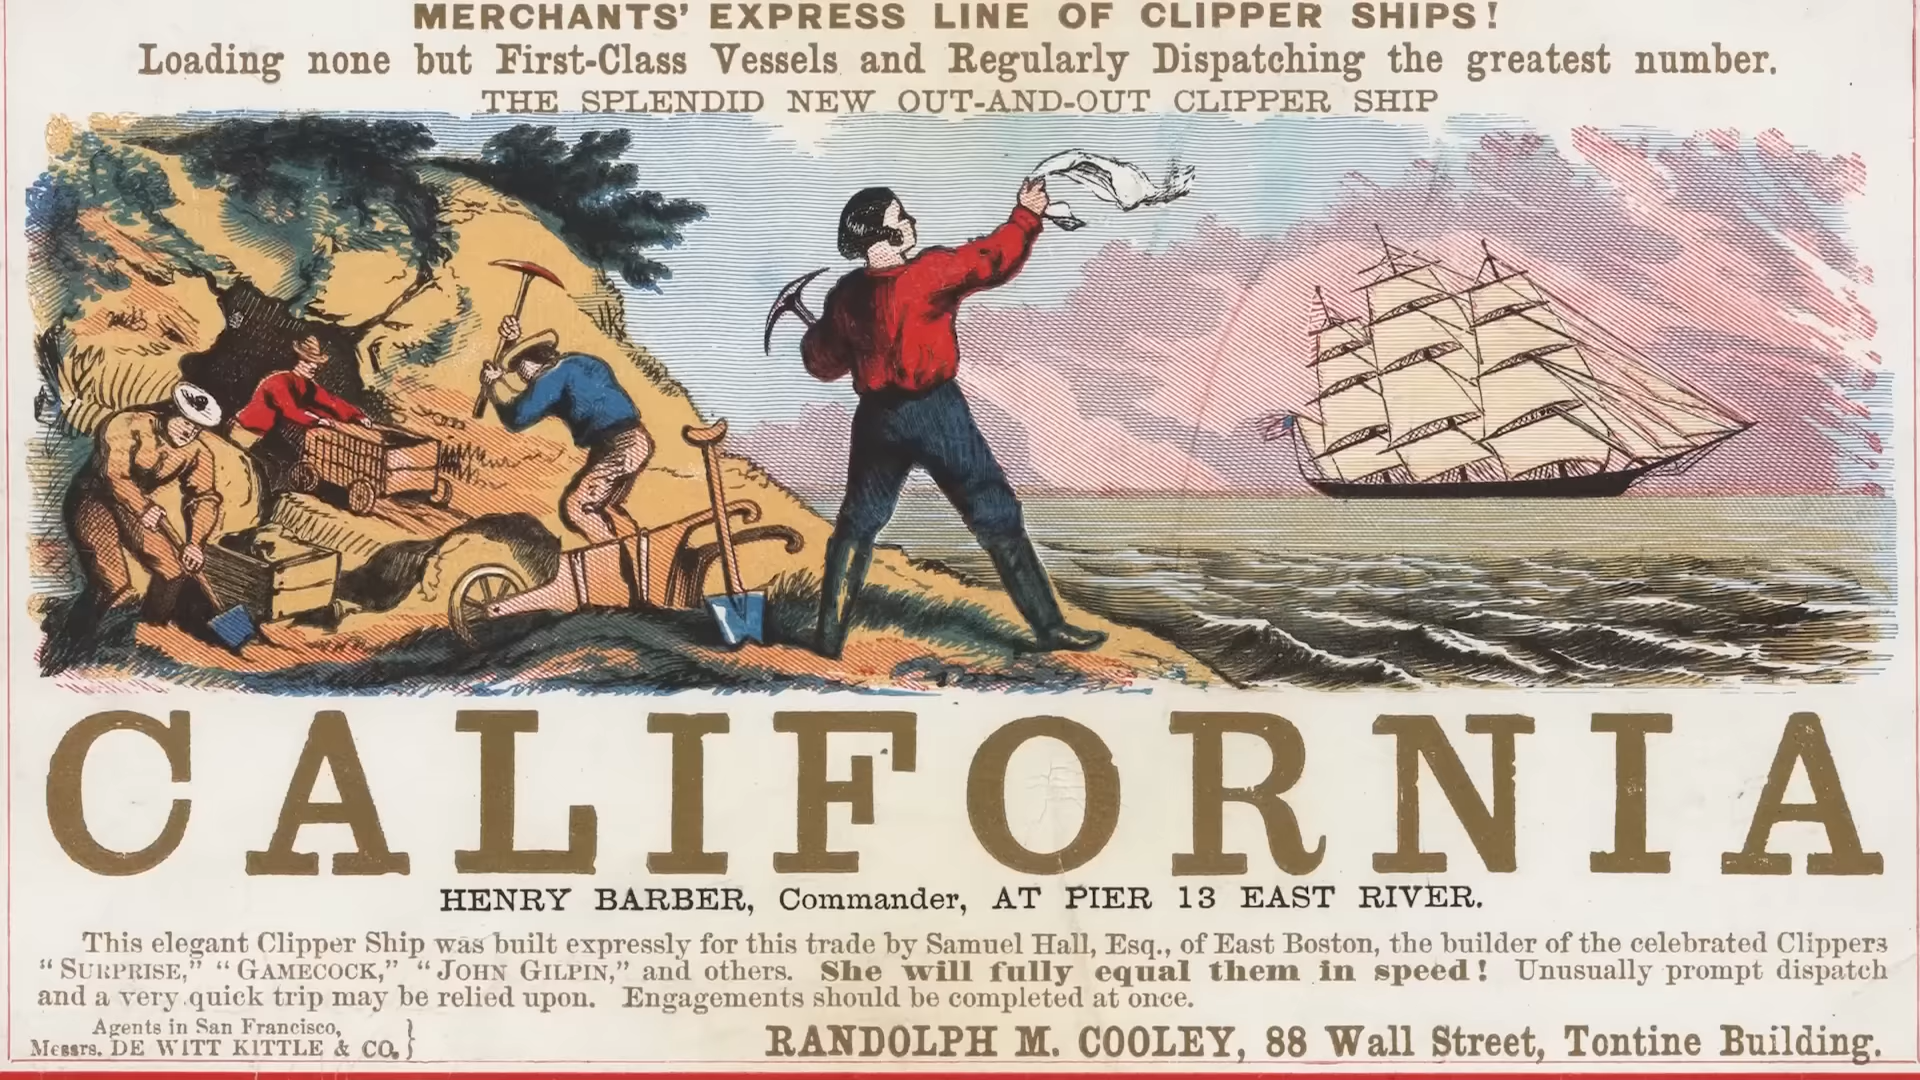 MERCHANTS' EXPRESS LINE OF CLIPPER SHIPS!
Loading none but First-Class Vessels and Regularly Dispatching the greatest number.
THE SPLENDID NEW OUT-AND-OUT CLIPPER SHIP
CALIFORNIA
HENRY BARBER, Commander, AT PIER 13 EAST RIVER.
This elegant Clipper Ship was built expressly for this trade by Samuel Hall, Esq., of East Boston, the builder of the celebrated Clippers
"SURPRISE," "GAMECOCK," "JOHN GILPIN," and others. She will fully equal them in speed! Unusually prompt dispatch
and a very quick trip may be relied upon. Engagements should be completed at once.
Agents in San Francisco,
Messrs. DE WITT KITTLE & CO.
RANDOLPH M. COOLEY, 88 Wall Street, Tontine Building.